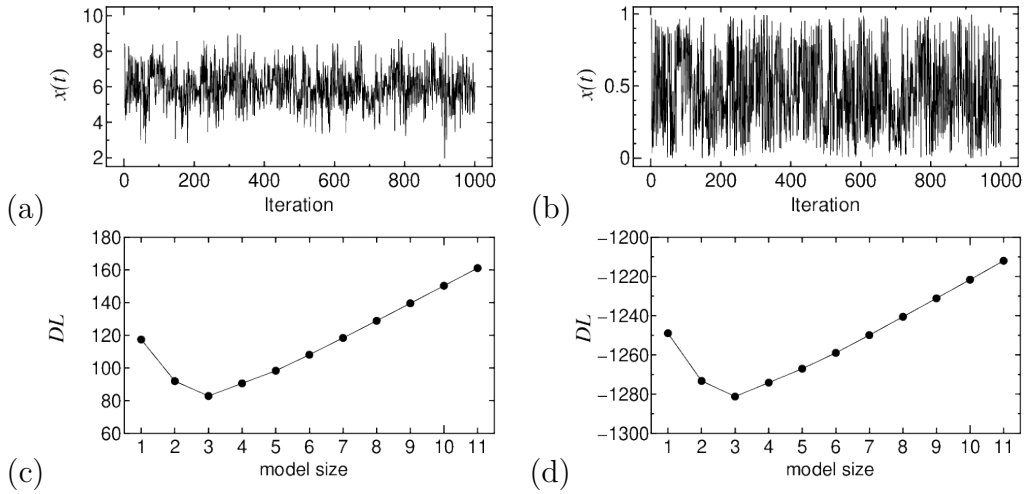 10
8
6
4
2
x(t)
0 200 400 600 800 1000
Iteration
(a)
1
0.5
0
x(t)
0 200 400 600 800 1000
Iteration
(b)
180
160
140
120
100
80
60
DL
1 2 3 4 5 6 7 8 9 10 11
model size
(c)
−1200
−1220
−1240
−1260
−1280
−1300
DL
1 2 3 4 5 6 7 8 9 10 11
model size
(d)